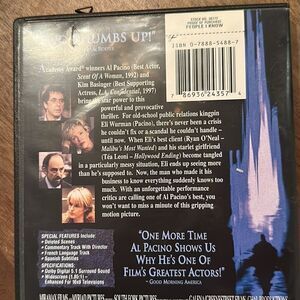 THUMBS UP!"
STOCK NO. 30777
PEOPLE I KNOW
ISBN 0-7888-5488-7
Academy Award® winners Al Pacino (Best Actor,
Scent Of A Woman, 1992) and
Kim Basinger (Best Supporting
Actress, L.A. Confidential, 1997)
bring star power to this
powerful and provocative
thriller. For old-school public relations kingpin
Eli Wurman (Pacino), there's never been a crisis
he couldn't fix or a scandal he couldn't handle –
until now. When Eli's best client (Ryan O'Neal –
Malibu's Most Wanted) and his starlet girlfriend
(Téa Leoni – Hollywood Ending) become tangled
in a particularly messy situation, Eli ends up seeing more
than he's supposed to. Now, the man who made it his
business to know everything suddenly knows too
much. With an unforgettable performance critics
are calling one of Al Pacino's best, you
won't want to miss a minute of this gripping
motion picture.
7 86936 24357 4
SPECIAL FEATURES Include:
• Deleted Scenes
• Commentary Track With Director
• French Language Track
• Spanish Subtitles
SPECIFICATIONS:
• Dolby Digital 5.1 Surround Sound
• Widescreen (1.85:1) –
Enhanced For 16x9 Televisions
"ONE MORE TIME
AL PACINO SHOWS US
WHY HE'S ONE OF
FILM'S GREATEST ACTORS!"
– GOOD MORNING AMERICA